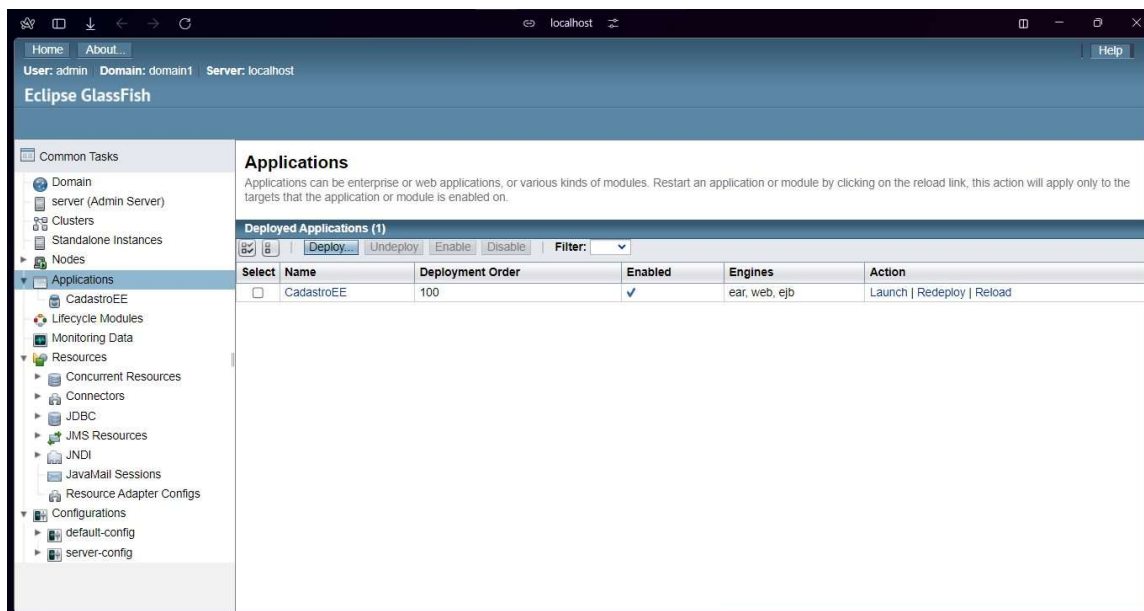 localhost
Home About... Help
User: admin Domain: domain1 Server: localhost
Eclipse GlassFish
Common Tasks
Domain
server (Admin Server)
Clusters
Standalone Instances
Nodes
Applications
CadastroEE
Lifecycle Modules
Monitoring Data
Resources
Concurrent Resources
Connectors
JDBC
JMS Resources
JNDI
JavaMail Sessions
Resource Adapter Configs
Configurations
default-config
server-config
Applications
Applications can be enterprise or web applications, or various kinds of modules. Restart an application or module by clicking on the reload link, this action will apply only to the
targets that the application or module is enabled on.
Deployed Applications (1)
Deploy... Undeploy Enable Disable Filter:
Select Name Deployment Order Enabled Engines Action
CadastroEE 100 ear, web, ejb Launch | Redeploy | Reload